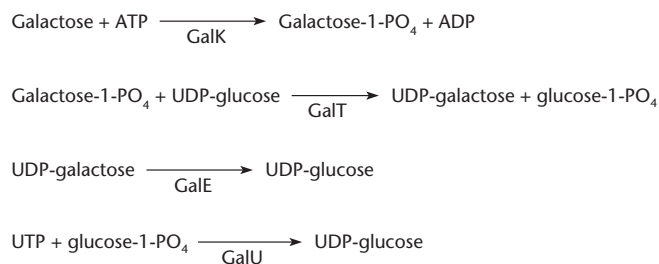 Galactose + ATP GalK Galactose-1-PO₄ + ADP
Galactose-1-PO₄ + UDP-glucose GalT UDP-galactose + glucose-1-PO₄
UDP-galactose GalE UDP-glucose
UTP + glucose-1-PO₄ GalU UDP-glucose